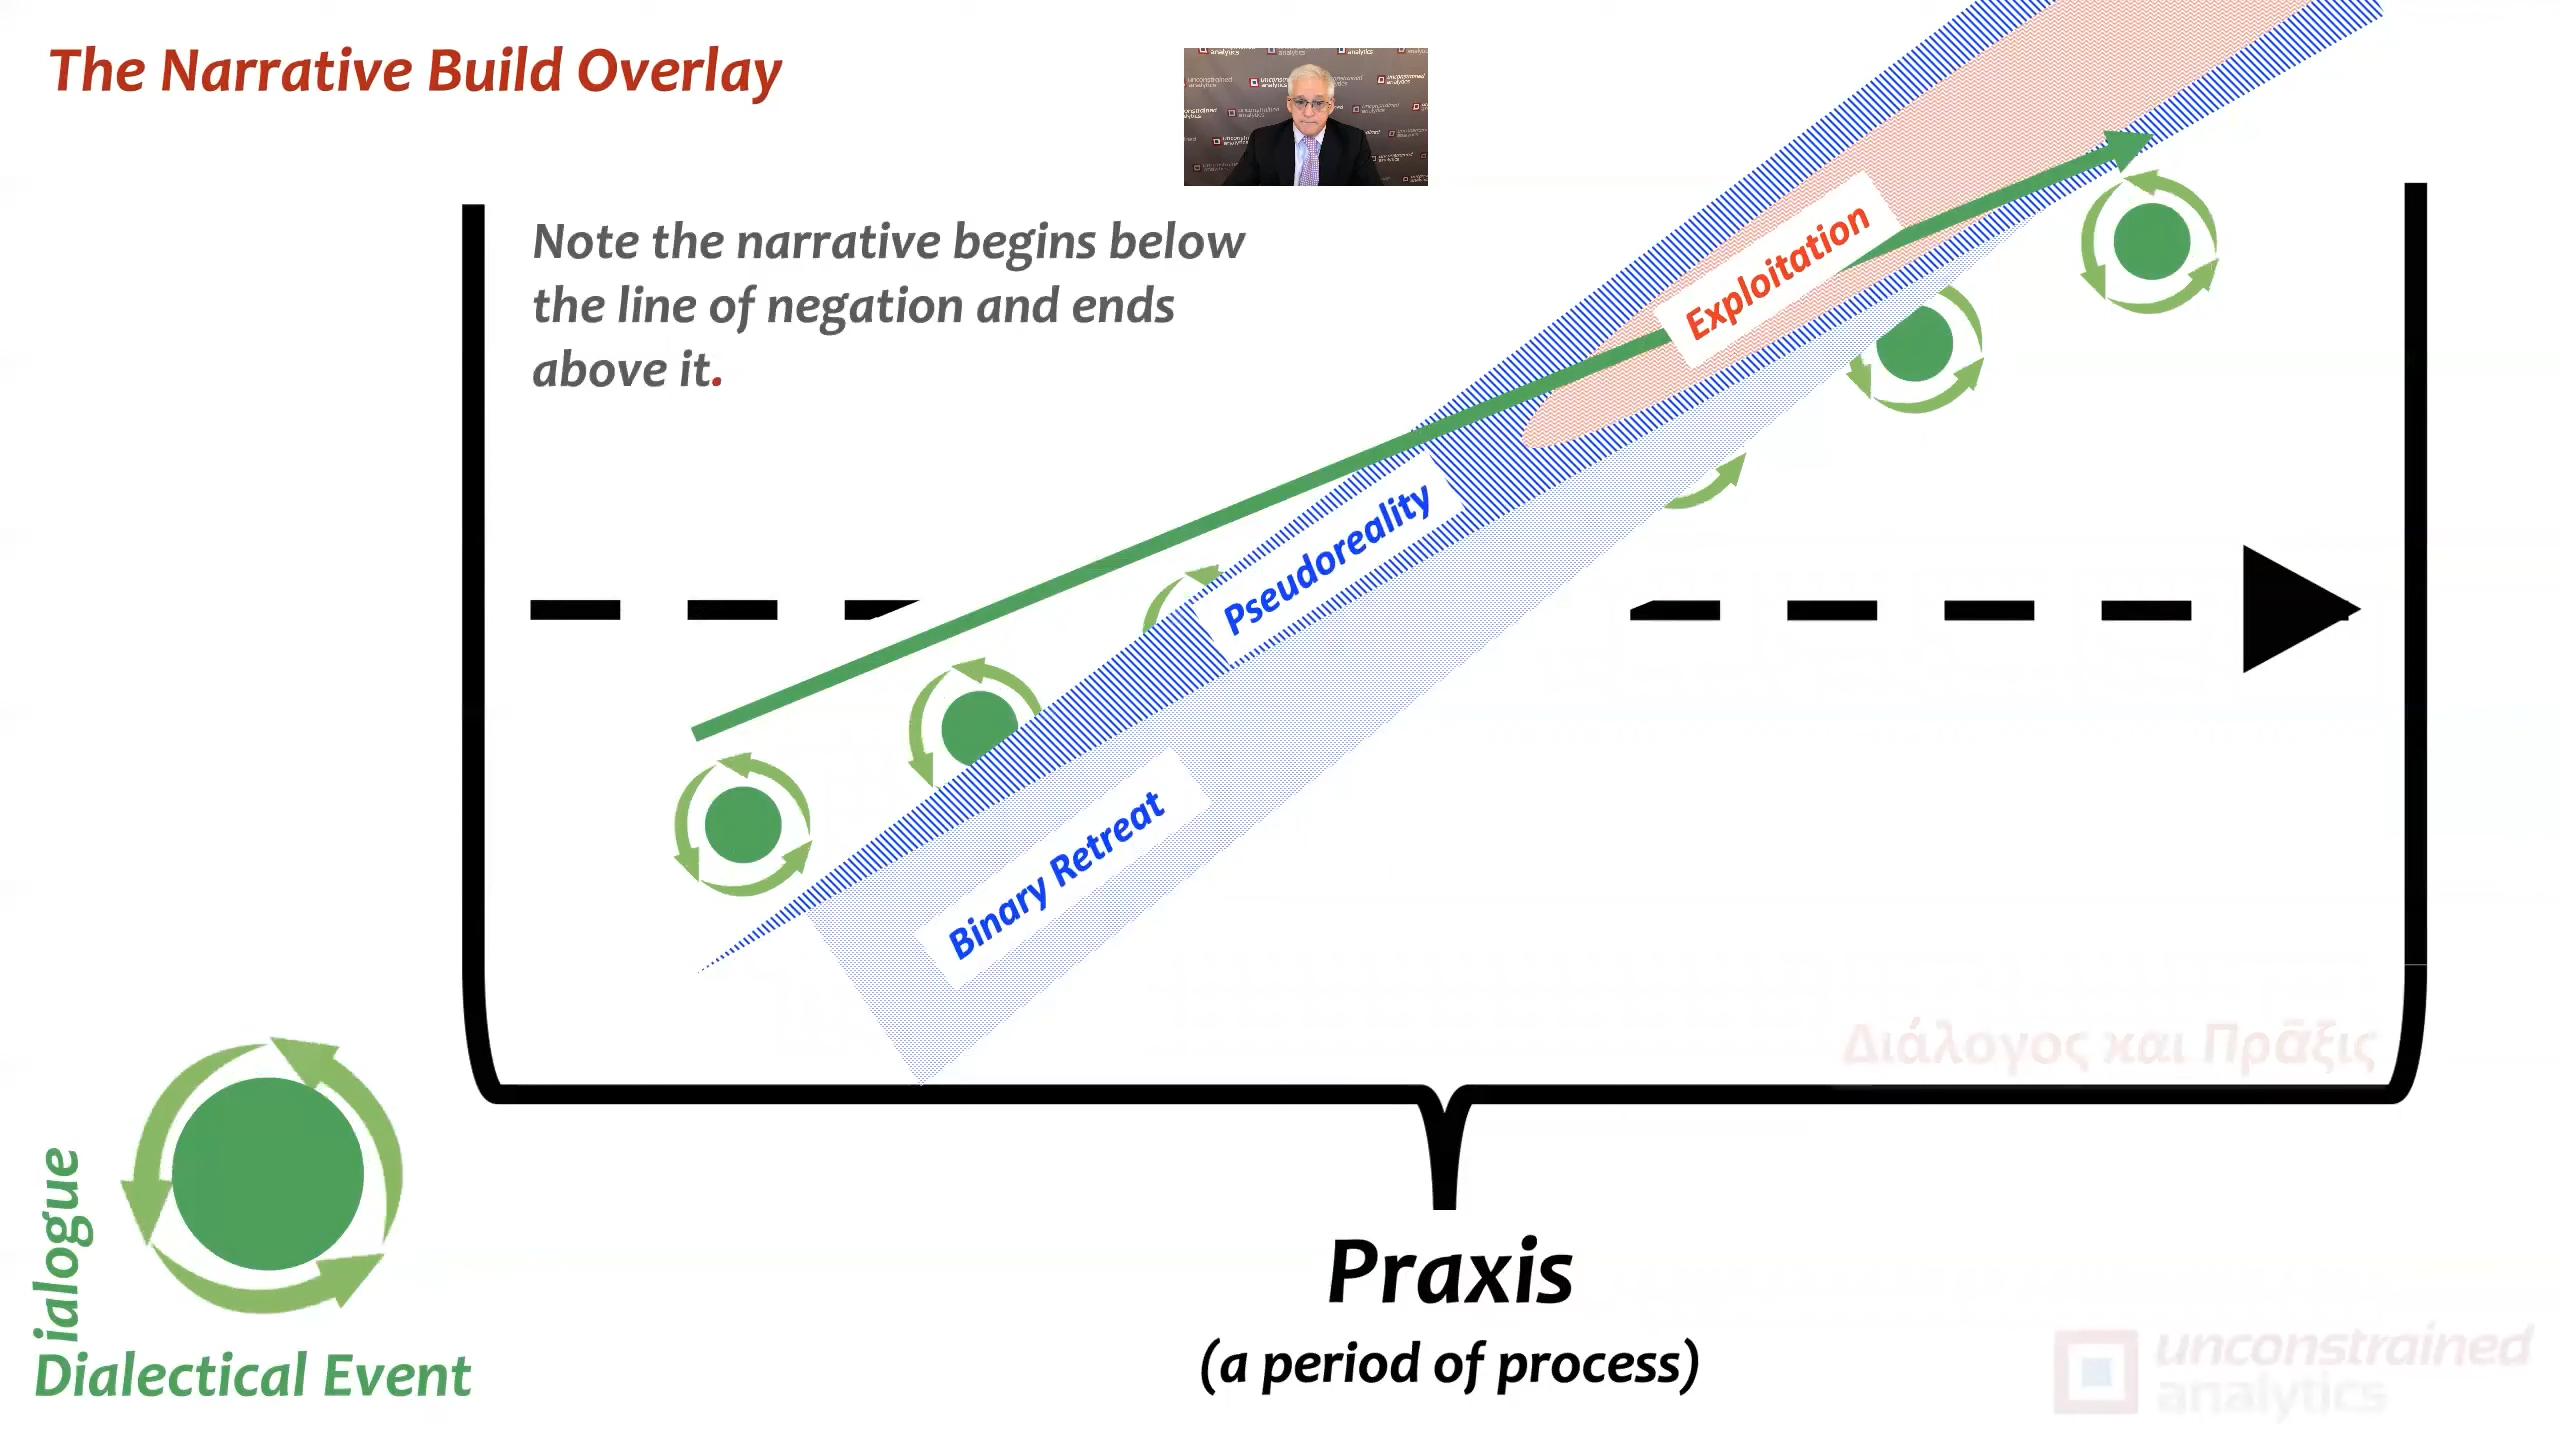 The Narrative Build Overlay
Note the narrative begins below
the line of negation and ends
above it.
Exploitation
Pseudoreality
Binary Retreat
Διάλογος και Πρᾶξις
Dialogue
Dialectical Event
Praxis
(a period of process)
unconstrained
analytics